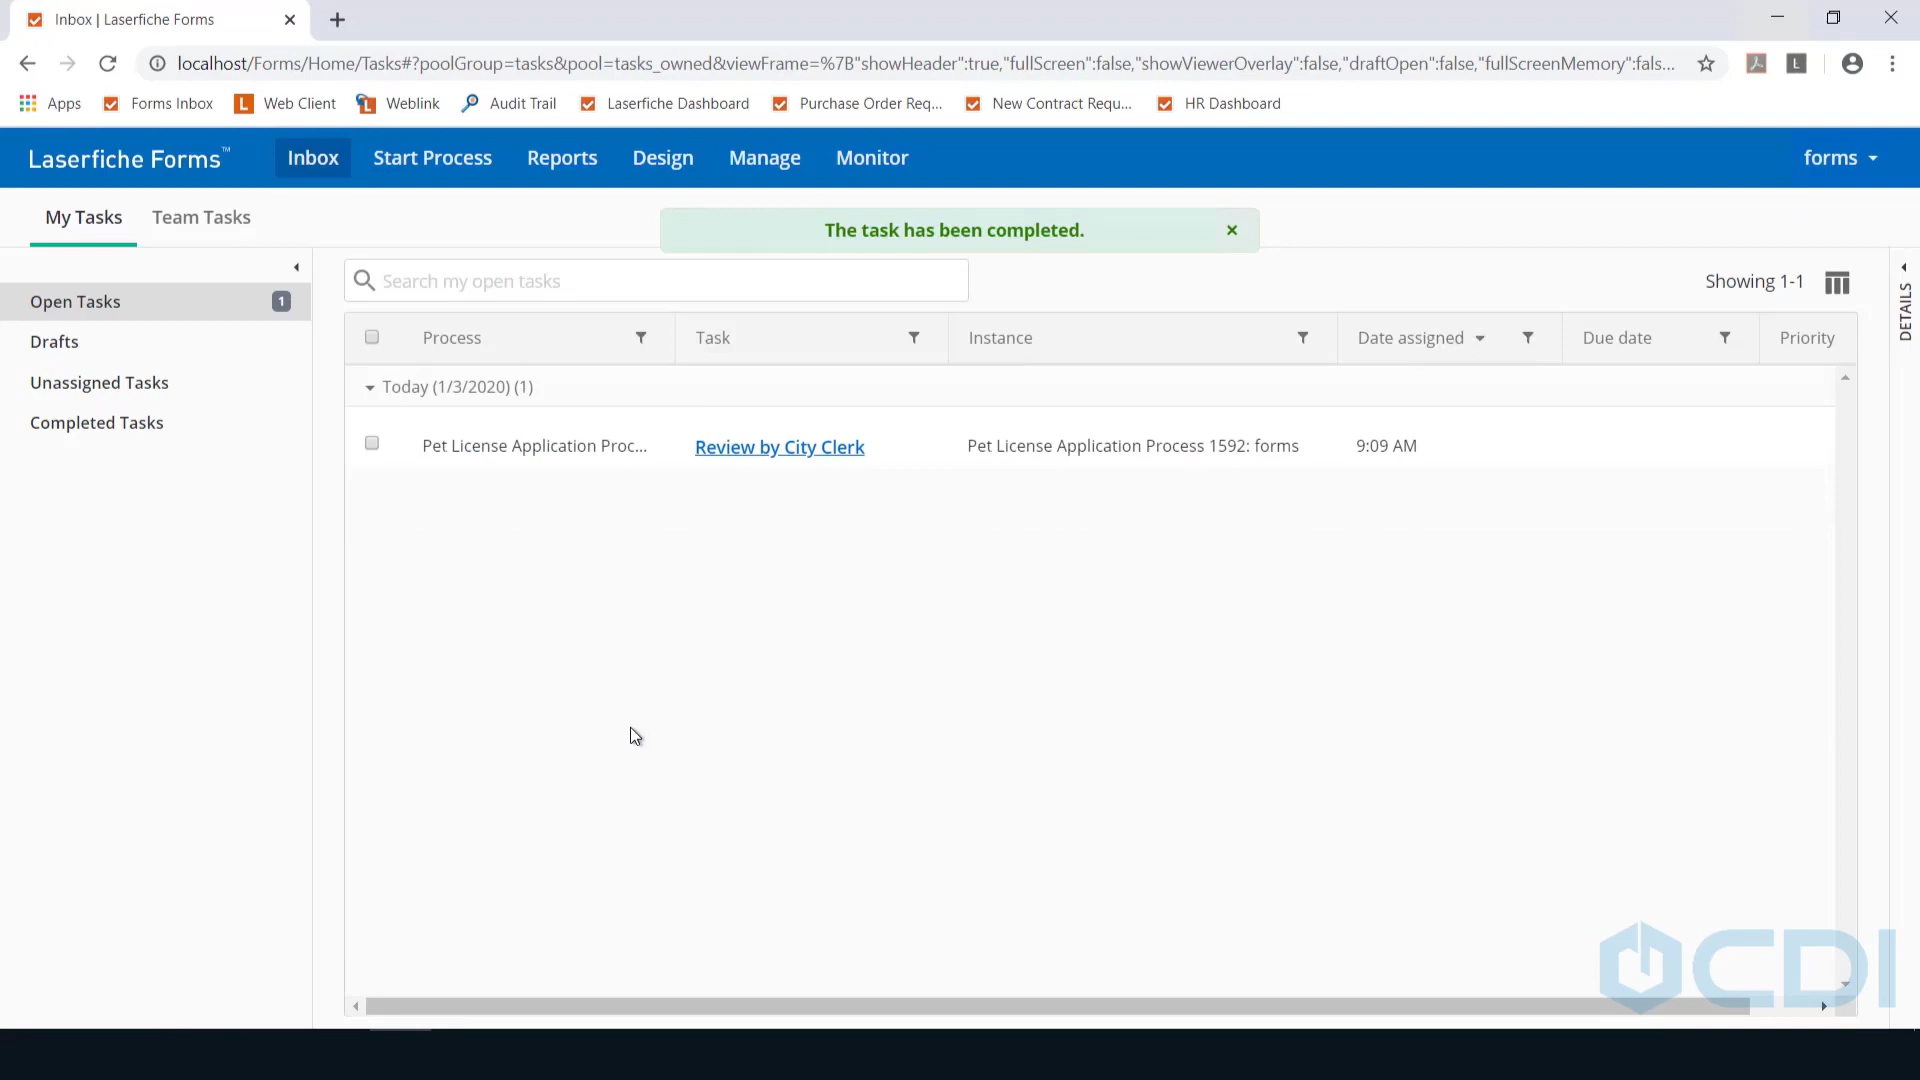 Inbox | Laserfiche Forms
localhost/Forms/Home/Tasks#?poolGroup=tasks&pool=tasks_owned&viewFrame=%7B"showHeader":true,"fullScreen":false,"showViewerOverlay":false,"draftOpen":false,"fullScreenMemory":fals...
Apps Forms Inbox Web Client Weblink Audit Trail Laserfiche Dashboard Purchase Order Req... New Contract Requ... HR Dashboard
Laserfiche Forms™ Inbox Start Process Reports Design Manage Monitor forms
My Tasks Team Tasks
The task has been completed.
Open Tasks 1
Drafts
Unassigned Tasks
Completed Tasks
Search my open tasks
Showing 1-1
Process Task Instance Date assigned Due date Priority
Today (1/3/2020) (1)
Pet License Application Proc... Review by City Clerk Pet License Application Process 1592: forms 9:09 AM
DETAILS
CDI